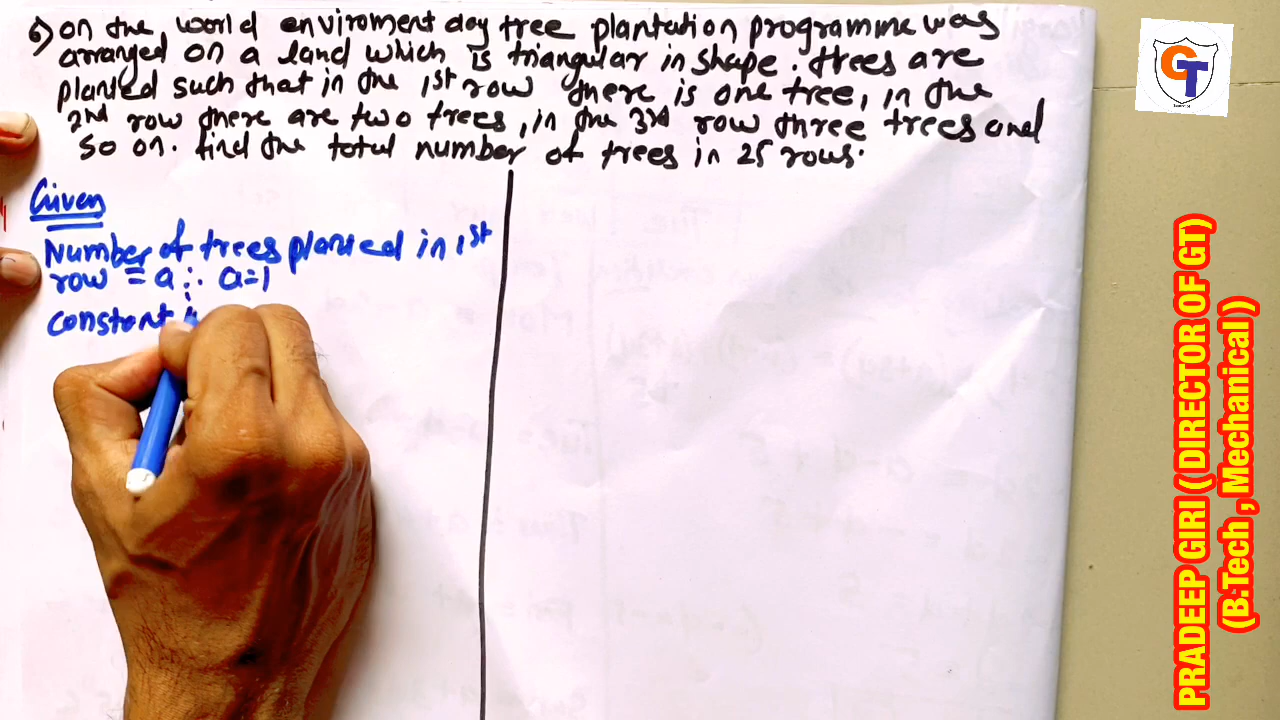 6) on the world enviroment day tree plantation programme was
arranged on a land which is triangular in shape. trees are
planted such that in the 1st row there is one tree, in the
2nd row there are two trees, in the 3rd row three trees and
so on. find the total number of trees in 25 rows.
Given
Number of trees planted in 1st
row = a ∴ a=1
constant
GT
PRADEEP GIRI ( DIRECTOR OF GT)
(B.Tech , Mechanical )